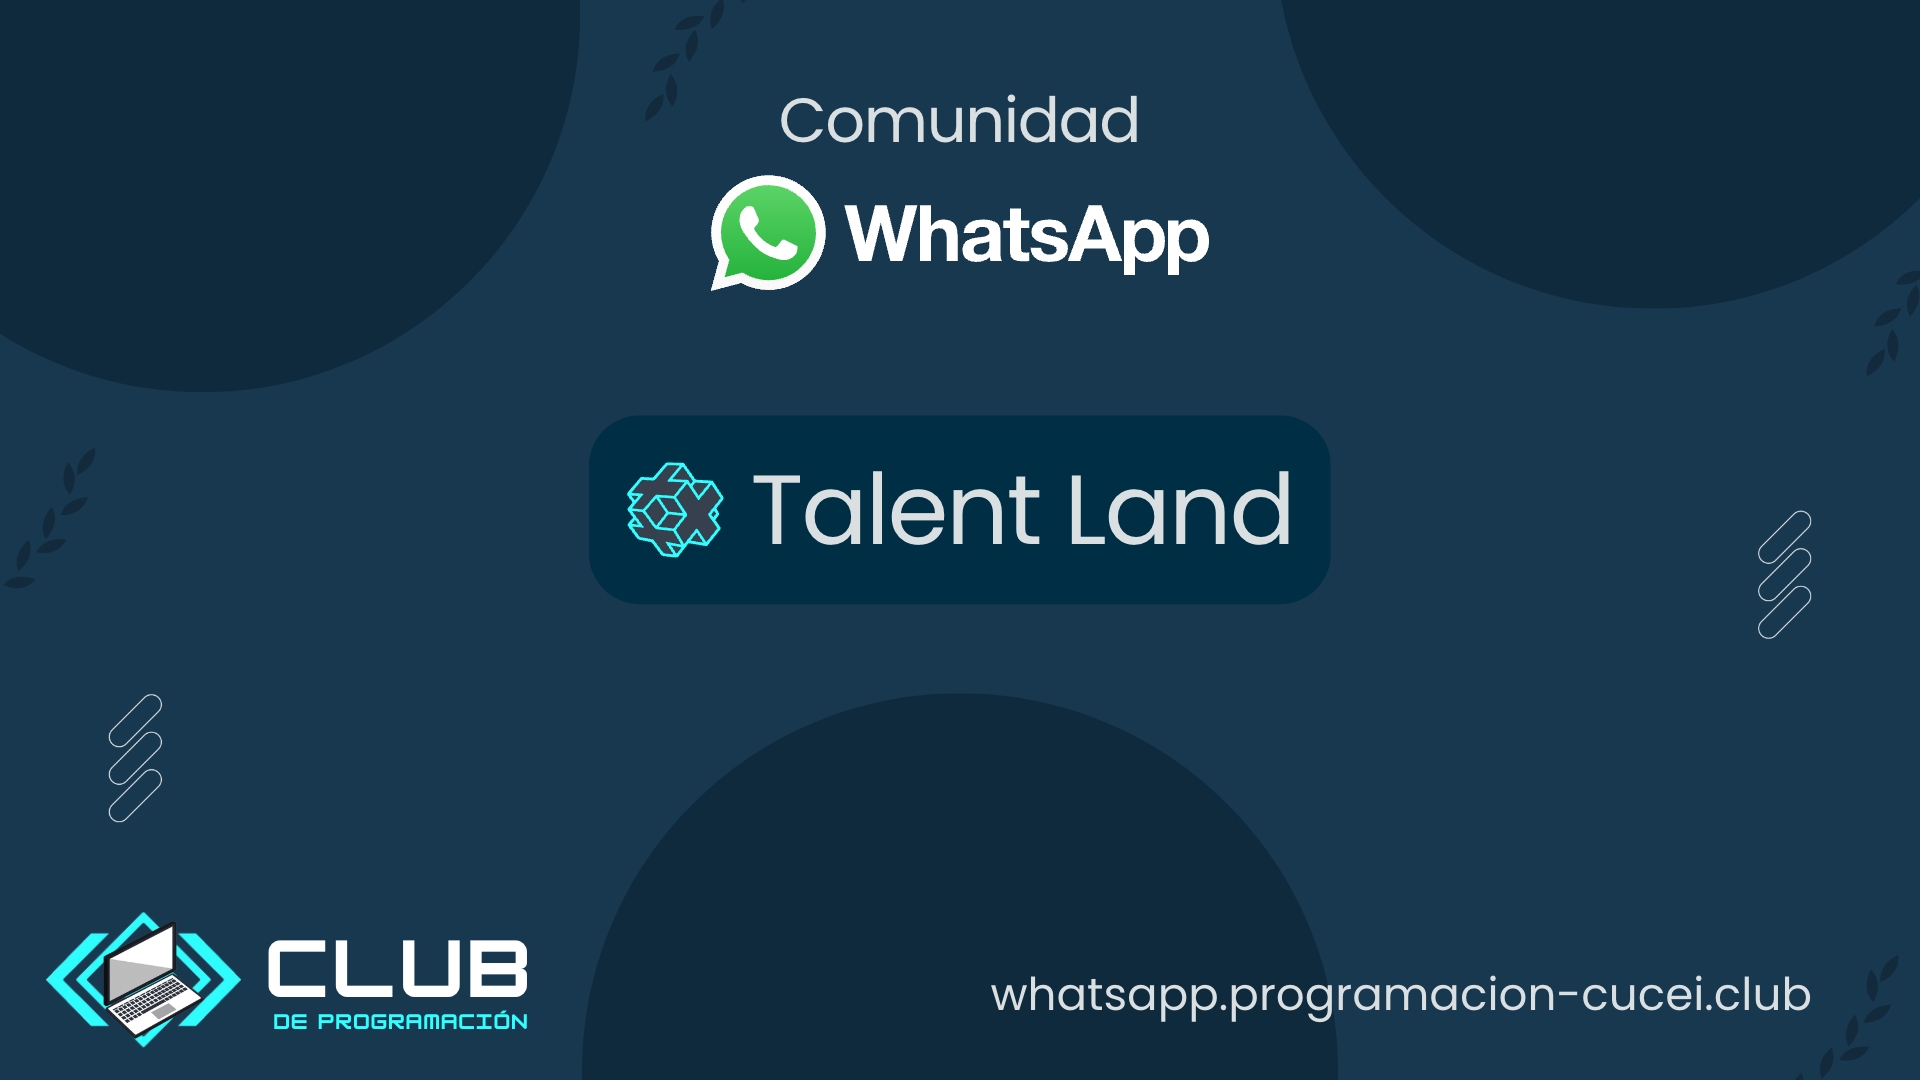 Comunidad
WhatsApp
Talent Land
CLUB
DE PROGRAMACIÓN
whatsapp.programacion-cucei.club